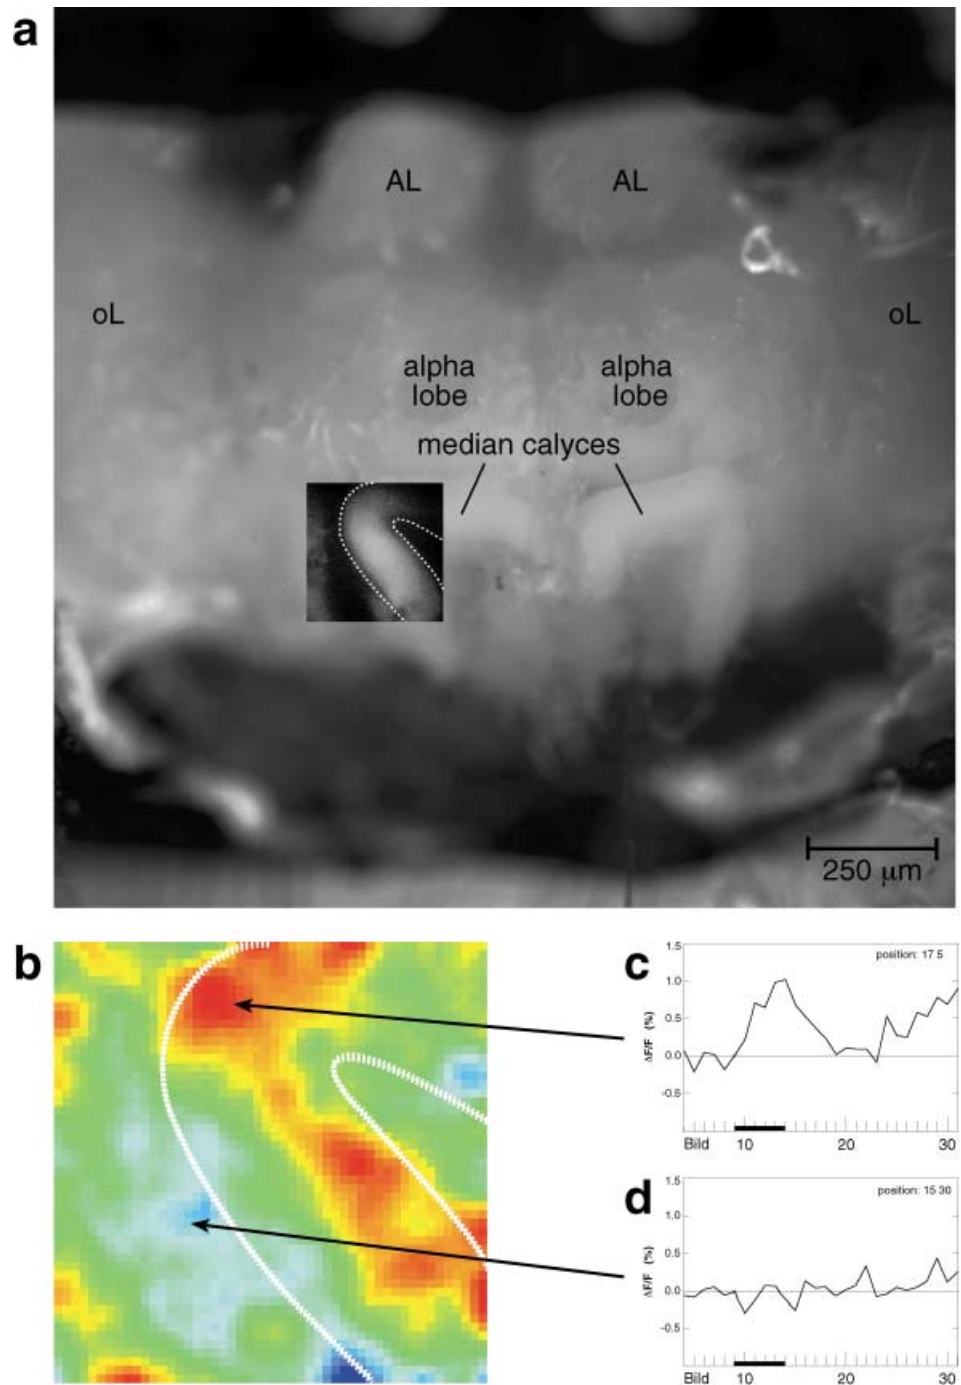 a
AL AL
oL oL
alpha alpha
lobe lobe
median calyces
250 μm
b
c
1.5
position: 17 5
1.0
0.5
0.0
-0.5
ΔF/F (%)
Bild 10 20 30
d
1.5
position: 15 30
1.0
0.5
0.0
-0.5
ΔF/F (%)
Bild 10 20 30